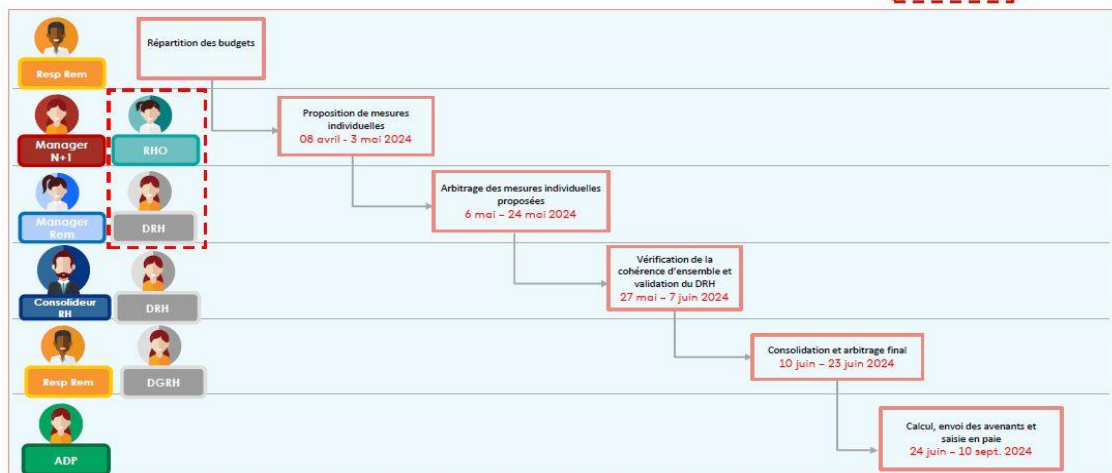 Resp Rem
Répartition des budgets
Manager
N+1
RHO
Proposition de mesures
individuelles
08 avril - 3 mai 2024
Manager
Rem
DRH
Arbitrage des mesures individuelles
proposées
6 mai – 24 mai 2024
Consolideur
RH
DRH
Vérification de la
cohérence d'ensemble et
validation du DRH
27 mai – 7 juin 2024
Resp Rem
DGRH
Consolidation et arbitrage final
10 juin – 23 juin 2024
ADP
Calcul, envoi des avenants et
saisie en paie
24 juin – 10 sept. 2024